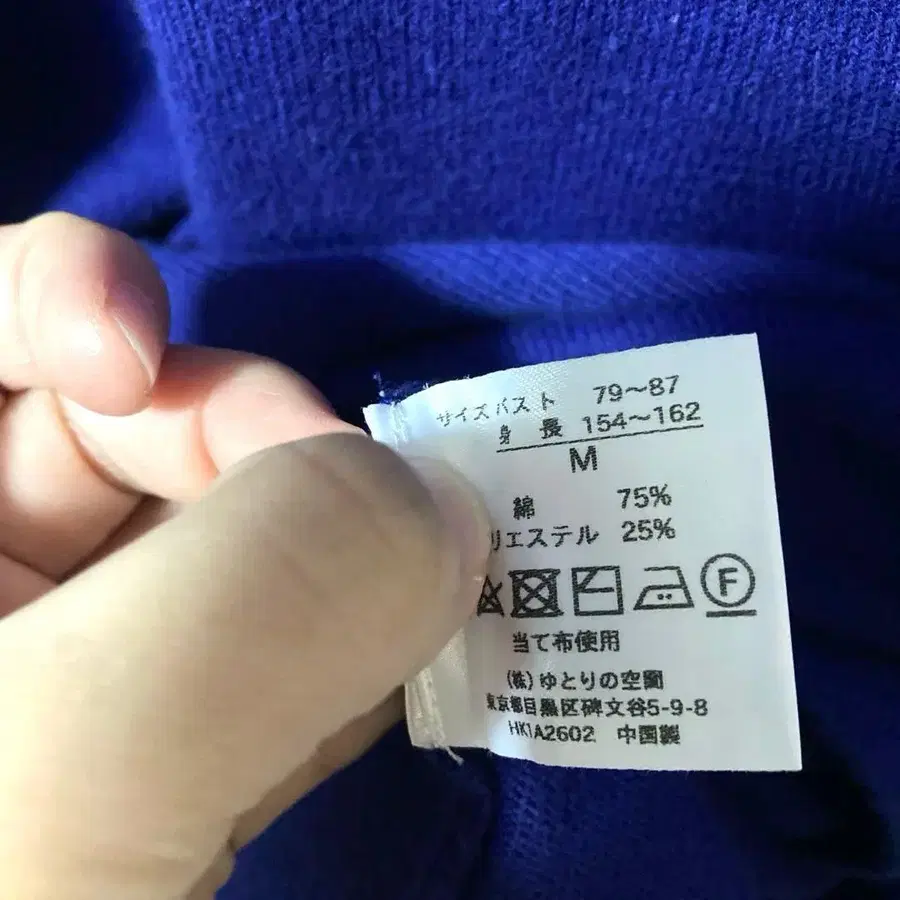 サイズバスト 79～87
身長 154～162
M
綿 75%
リエステル 25%
F
当て布使用
(株)ゆとりの空間
東京都目黒区碑文谷5-9-8
HK1A2602 中国製